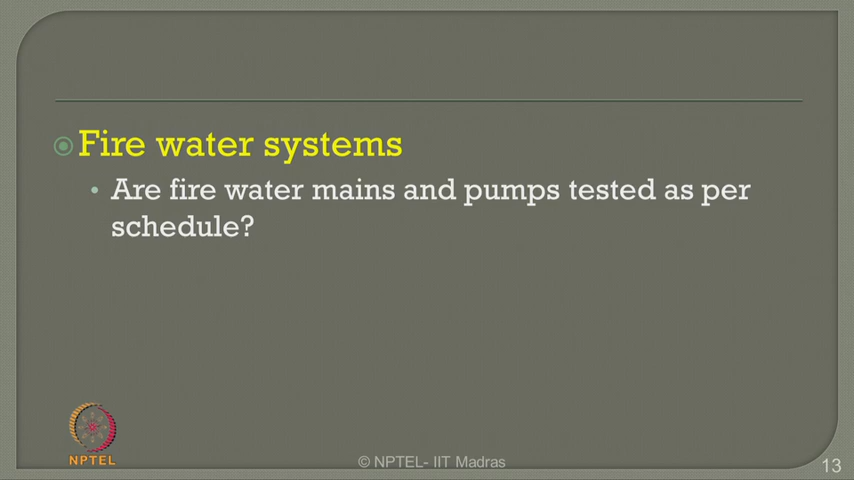 Fire water systems
Are fire water mains and pumps tested as per
schedule?
NPTEL
© NPTEL- IIT Madras
13